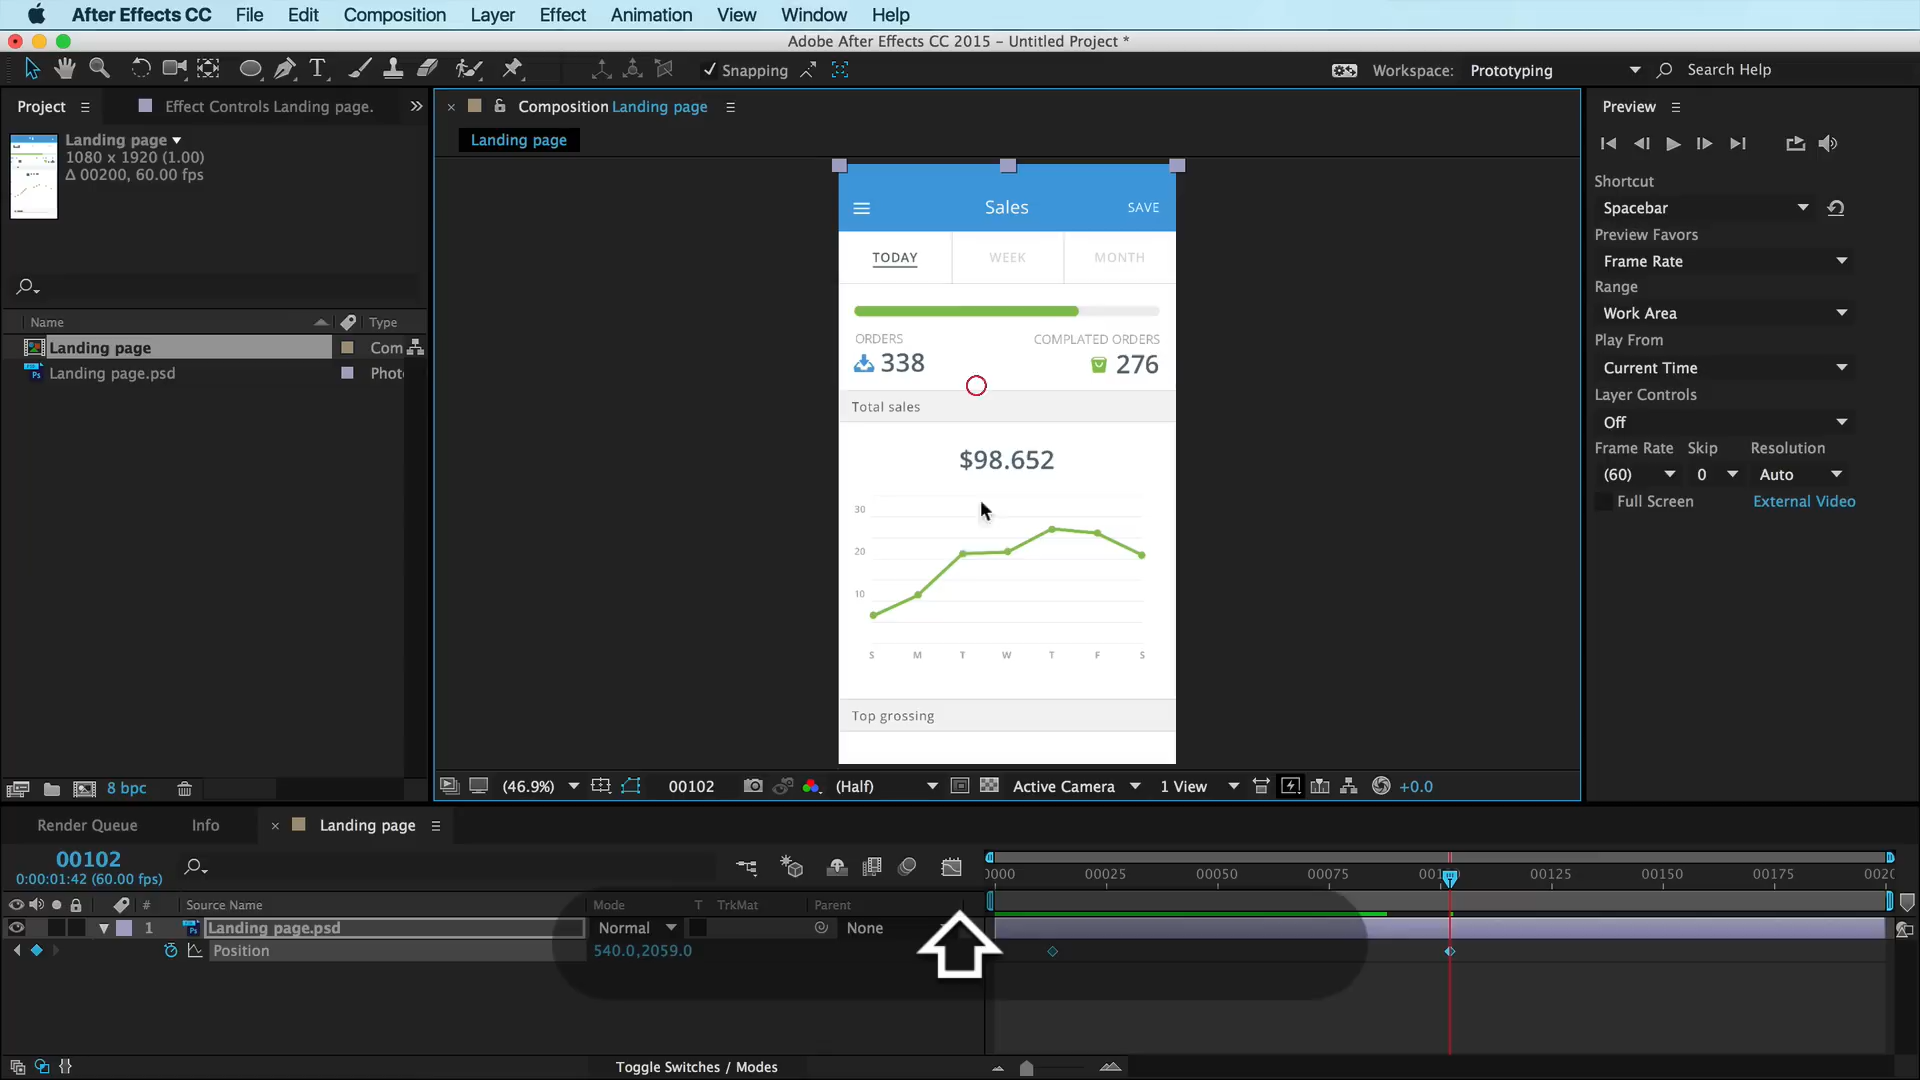 After Effects CC File Edit Composition Layer Effect Animation View Window Help
Adobe After Effects CC 2015 - Untitled Project *
Snapping
Workspace: Prototyping
Search Help
Project
Effect Controls Landing page.
Composition Landing page
Landing page
Landing page
1080 x 1920 (1.00)
Δ 00200, 60.00 fps
Name Type
Landing page Com
Landing page.psd Phot
8 bpc
Sales SAVE
TODAY WEEK MONTH
ORDERS COMPLATED ORDERS
338 276
Total sales
$98.652
30
20
10
S M T W T F S
Top grossing
(46.9%) 00102 (Half) Active Camera 1 View +0.0
Preview
Shortcut
Spacebar
Preview Favors
Frame Rate
Range
Work Area
Play From
Current Time
Layer Controls
Off
Frame Rate Skip Resolution
(60) 0 Auto
Full Screen External Video
Render Queue Info Landing page
00102
0:00:01:42 (60.00 fps)
0000 00025 00050 00075 001 00125 00150 00175 0020
# Source Name Mode T TrkMat Parent
1 Ps Landing page.psd Normal None
Position 540.0,2059.0
Toggle Switches / Modes